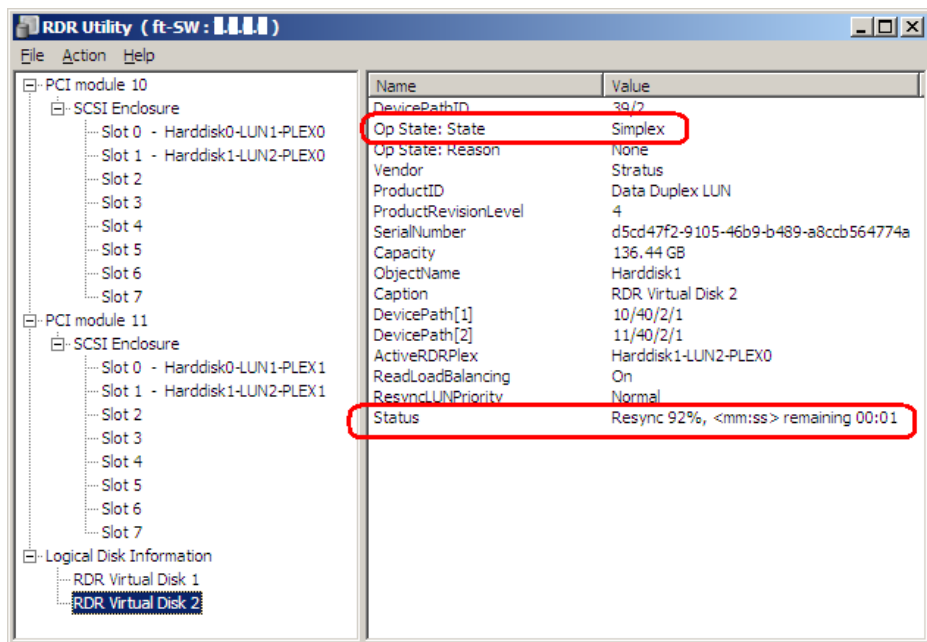 RDR Utility ( ft-SW : . . . )
File Action Help
PCI module 10
SCSI Enclosure
Slot 0 - Harddisk0-LUN1-PLEX0
Slot 1 - Harddisk1-LUN2-PLEX0
Slot 2
Slot 3
Slot 4
Slot 5
Slot 6
Slot 7
PCI module 11
SCSI Enclosure
Slot 0 - Harddisk0-LUN1-PLEX1
Slot 1 - Harddisk1-LUN2-PLEX1
Slot 2
Slot 3
Slot 4
Slot 5
Slot 6
Slot 7
Logical Disk Information
RDR Virtual Disk 1
RDR Virtual Disk 2
Name Value
DevicePathID 39/2
Op State: State Simplex
Op State: Reason None
Vendor Stratus
ProductID Data Duplex LUN
ProductRevisionLevel 4
SerialNumber d5cd47f2-9105-46b9-b489-a8ccb564774a
Capacity 136.44 GB
ObjectName Harddisk1
Caption RDR Virtual Disk 2
DevicePath[1] 10/40/2/1
DevicePath[2] 11/40/2/1
ActiveRDRPlex Harddisk1-LUN2-PLEX0
ReadLoadBalancing On
ResyncLUNPriority Normal
Status Resync 92%, <mm:ss> remaining 00:01